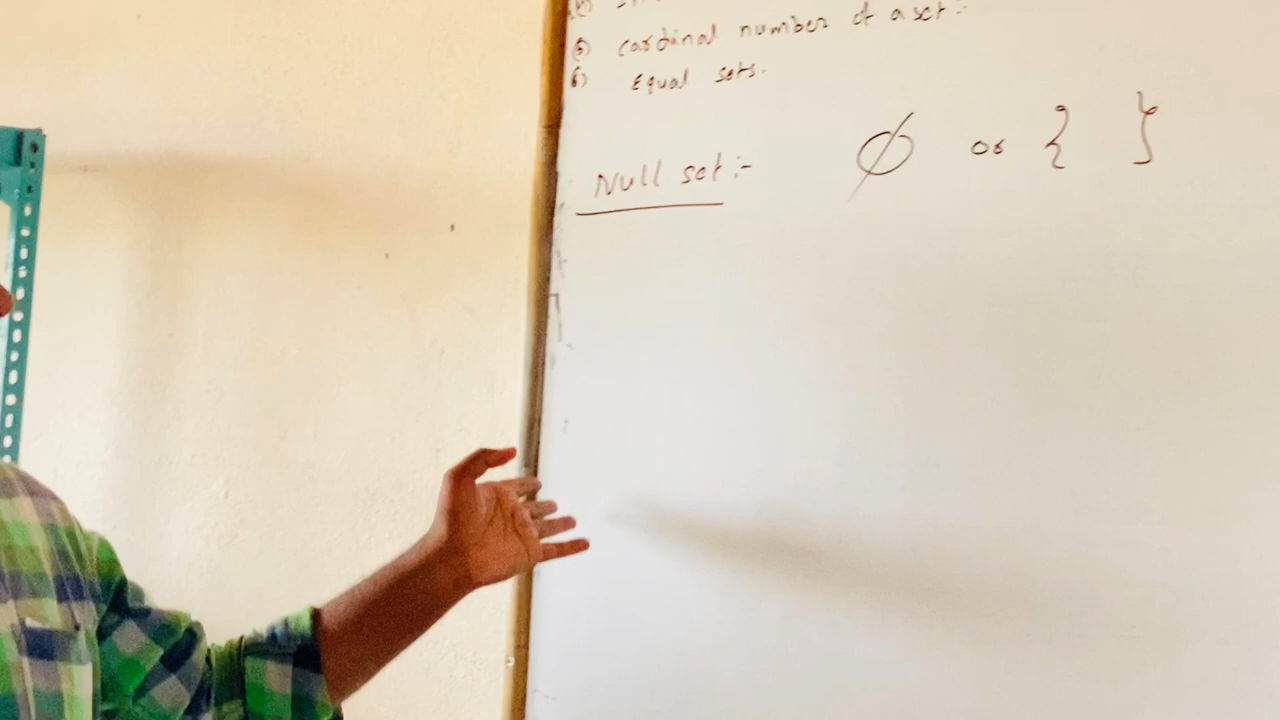 (5) cardinal number of a set :-
(6) Equal sets.
Null set :- ∅ or { }